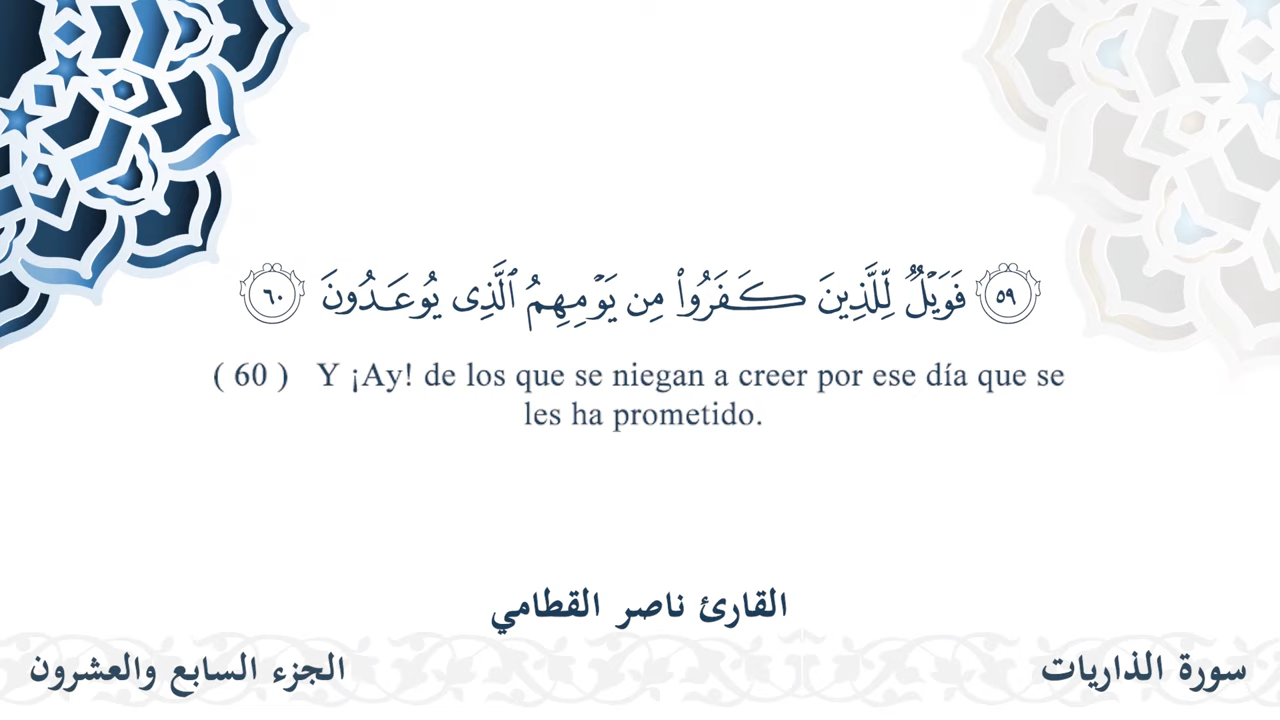 ٥٩ فَوَيْلٌ لِّلَّذِينَ كَفَرُوا۟ مِن يَوْمِهِمُ ٱلَّذِى يُوعَدُونَ ٦٠
( 60 ) Y ¡Ay! de los que se niegan a creer por ese día que se
les ha prometido.
القارئ ناصر القطامي
سورة الذاريات
الجزء السابع والعشرون